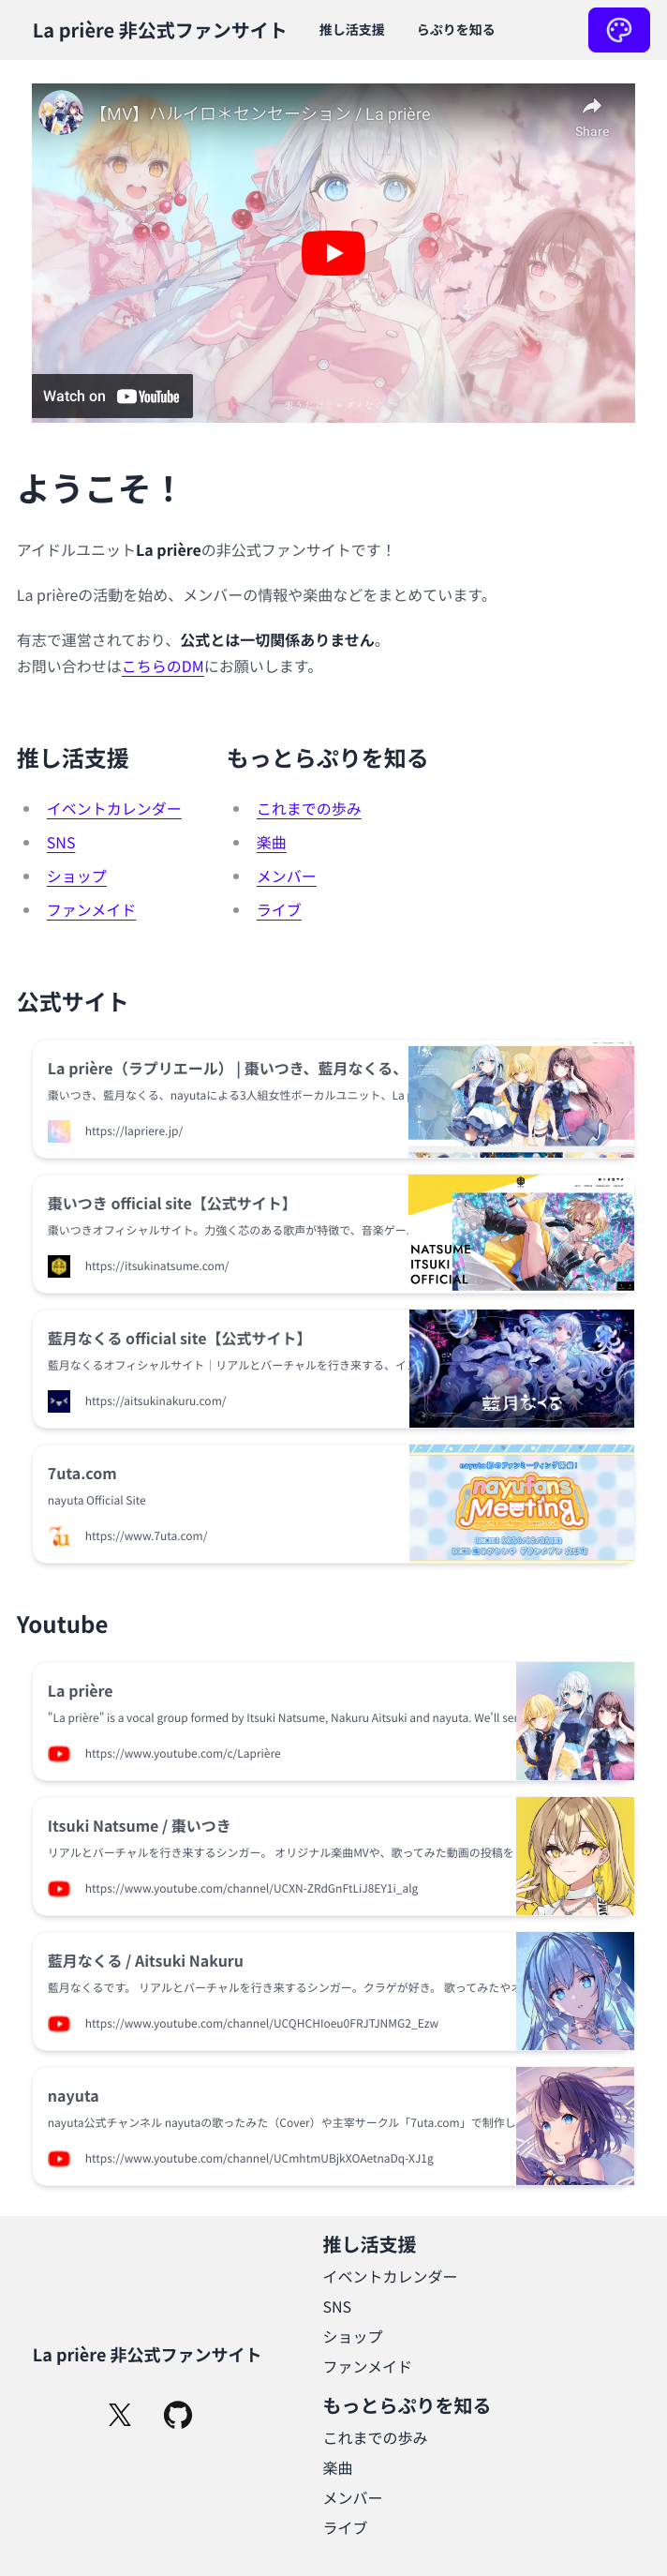 La prière 非公式ファンサイト 推し活支援 らぷりを知る
【MV】ハルイロ＊センセーション / La prière
Share
Watch on YouTube
ようこそ！
アイドルユニットLa prièreの非公式ファンサイトです！
La prièreの活動を始め、メンバーの情報や楽曲などをまとめています。
有志で運営されており、公式とは一切関係ありません。
お問い合わせはこちらのDMにお願いします。
推し活支援
イベントカレンダー
SNS
ショップ
ファンメイド
もっとらぷりを知る
これまでの歩み
楽曲
メンバー
ライブ
公式サイト
La prière（ラプリエール） | 棗いつき、藍月なくる、
棗いつき、藍月なくる、nayutaによる3人組女性ボーカルユニット、La
https://lapriere.jp/
棗いつき official site【公式サイト】
棗いつきオフィシャルサイト。力強く芯のある歌声が特徴で、音楽ゲー
https://itsukinatsume.com/
NATSUME
ITSUKI
OFFICIAL
藍月なくる official site【公式サイト】
藍月なくるオフィシャルサイト｜リアルとバーチャルを行き来する、イ
https://aitsukinakuru.com/
藍月なくる
7uta.com
nayuta Official Site
https://www.7uta.com/
nayuta初のファンミーティング開催！
nayufans
Meeting
Youtube
La prière
"La prière" is a vocal group formed by Itsuki Natsume, Nakuru Aitsuki and nayuta. We'll
https://www.youtube.com/c/Laprière
Itsuki Natsume / 棗いつき
リアルとバーチャルを行き来するシンガー。 オリジナル楽曲MVや、歌ってみた動画の投稿を
https://www.youtube.com/channel/UCXN-ZRdGnFtLiJ8EY1i_alg
藍月なくる / Aitsuki Nakuru
藍月なくるです。 リアルとバーチャルを行き来するシンガー。クラゲが好き。 歌ってみたや
https://www.youtube.com/channel/UCQHCHIoeu0FRJTJNMG2_Ezw
nayuta
nayuta公式チャンネル nayutaの歌ったみた（Cover）や主宰サークル「7uta.com」で制作し
https://www.youtube.com/channel/UCmhtmUBjkXOAetnaDq-XJ1g
La prière 非公式ファンサイト
推し活支援
イベントカレンダー
SNS
ショップ
ファンメイド
もっとらぷりを知る
これまでの歩み
楽曲
メンバー
ライブ